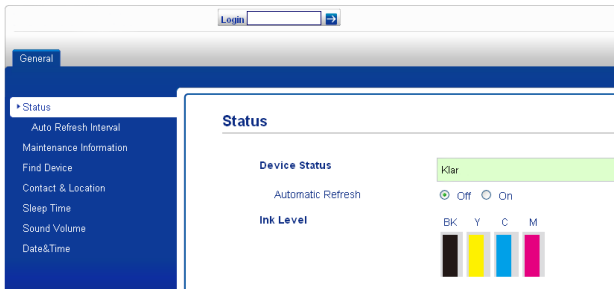 Login
General
Status
Auto Refresh Interval
Maintenance Information
Find Device
Contact & Location
Sleep Time
Sound Volume
Date&Time
Status
Device Status Klar
Automatic Refresh Off On
Ink Level BK Y C M